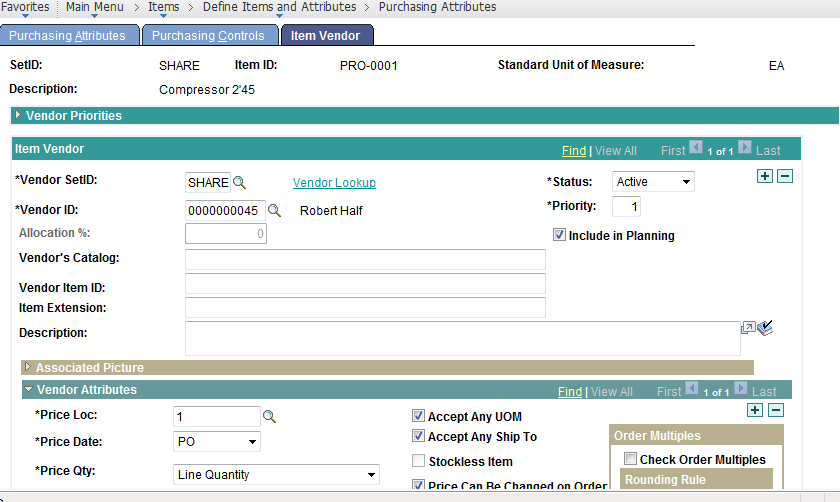 Favorites Main Menu > Items > Define Items and Attributes > Purchasing Attributes
Purchasing Attributes Purchasing Controls Item Vendor
SetID: SHARE Item ID: PRO-0001 Standard Unit of Measure: EA
Description: Compressor 2'45
Vendor Priorities
Item Vendor Find | View All First 1 of 1 Last
*Vendor SetID: SHARE Vendor Lookup *Status: Active
*Vendor ID: 0000000045 Robert Half *Priority: 1
Allocation %: 0 Include in Planning
Vendor's Catalog:
Vendor Item ID:
Item Extension:
Description:
Associated Picture
Vendor Attributes Find | View All First 1 of 1 Last
*Price Loc: 1 Accept Any UOM
*Price Date: PO Accept Any Ship To Order Multiples
*Price Qty: Line Quantity Stockless Item Check Order Multiples
Price Can Be Changed on Order Rounding Rule